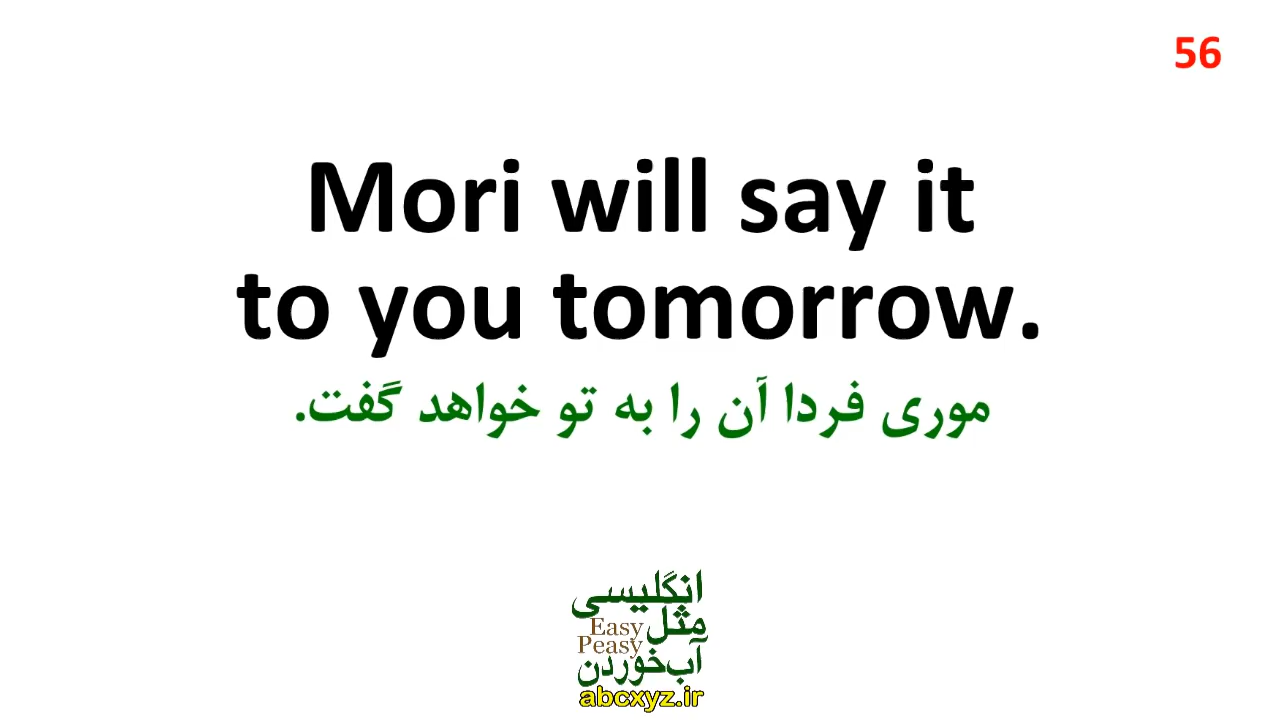 56
Mori will say it
to you tomorrow.
موری فردا آن را به تو خواهد گفت.
انگلیسی
مثل
Easy
Peasy
آب‌خوردن
abcxyz.ir